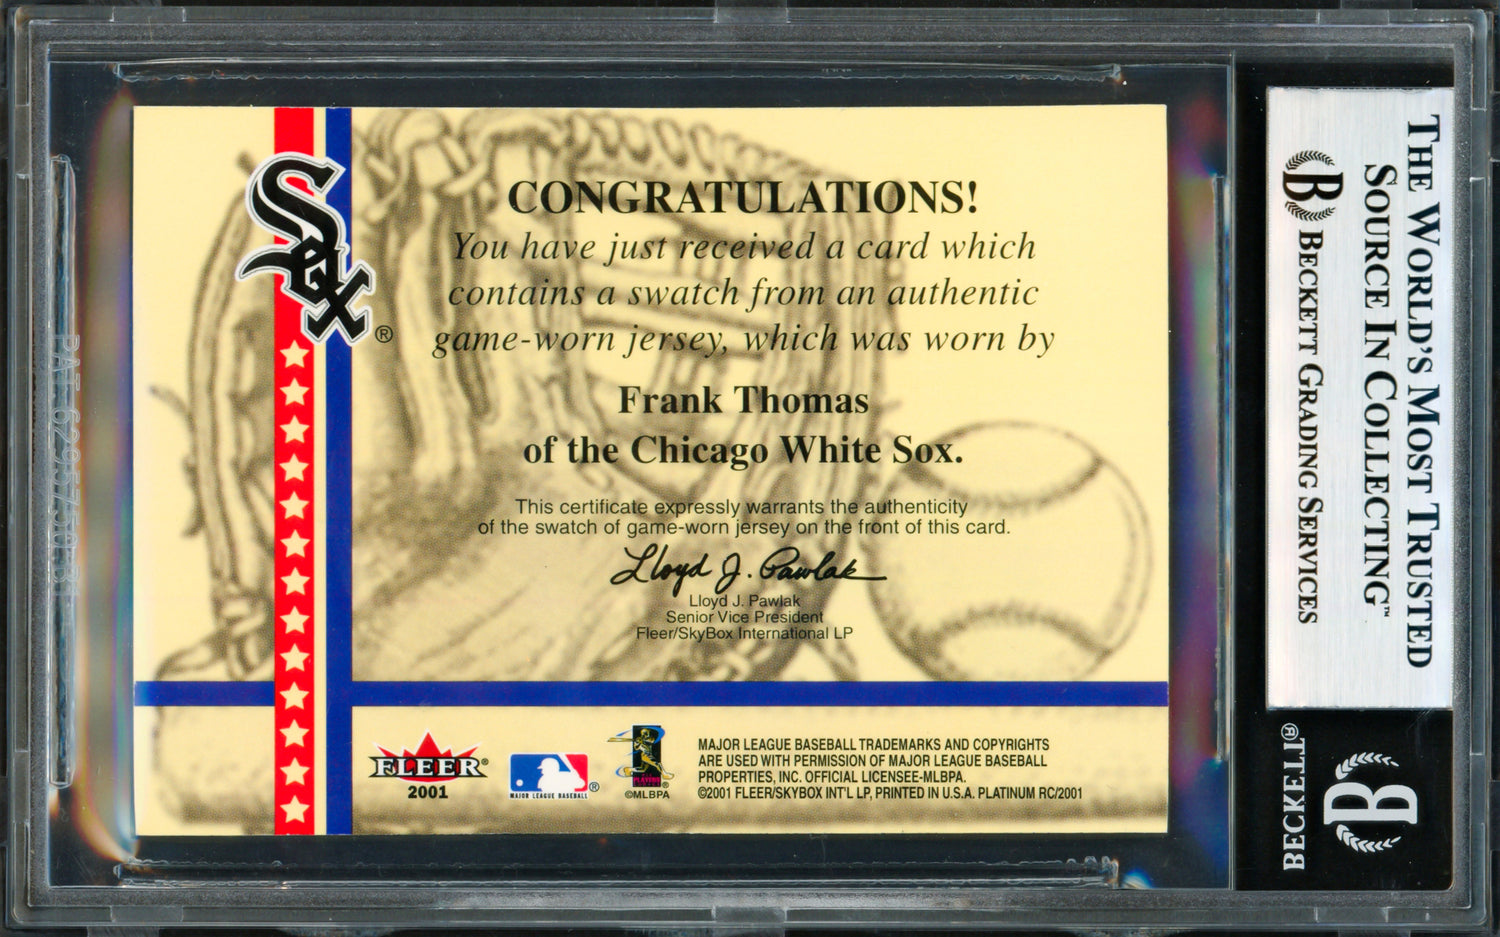 Sox
®
CONGRATULATIONS!
You have just received a card which
contains a swatch from an authentic
game-worn jersey, which was worn by
Frank Thomas
of the Chicago White Sox.
This certificate expressly warrants the authenticity
of the swatch of game-worn jersey on the front of this card.
Lloyd J. Pawlak
Lloyd J. Pawlak
Senior Vice President
Fleer/SkyBox International LP
FLEER®
2001
MAJOR LEAGUE BASEBALL ®
©MLBPA
MAJOR LEAGUE BASEBALL TRADEMARKS AND COPYRIGHTS
ARE USED WITH PERMISSION OF MAJOR LEAGUE BASEBALL
PROPERTIES, INC. OFFICIAL LICENSEE-MLBPA.
©2001 FLEER/SKYBOX INT'L LP, PRINTED IN U.S.A. PLATINUM RC/2001
THE WORLD'S MOST TRUSTED
SOURCE IN COLLECTING™
B BECKETT GRADING SERVICES
BECKETT®
B